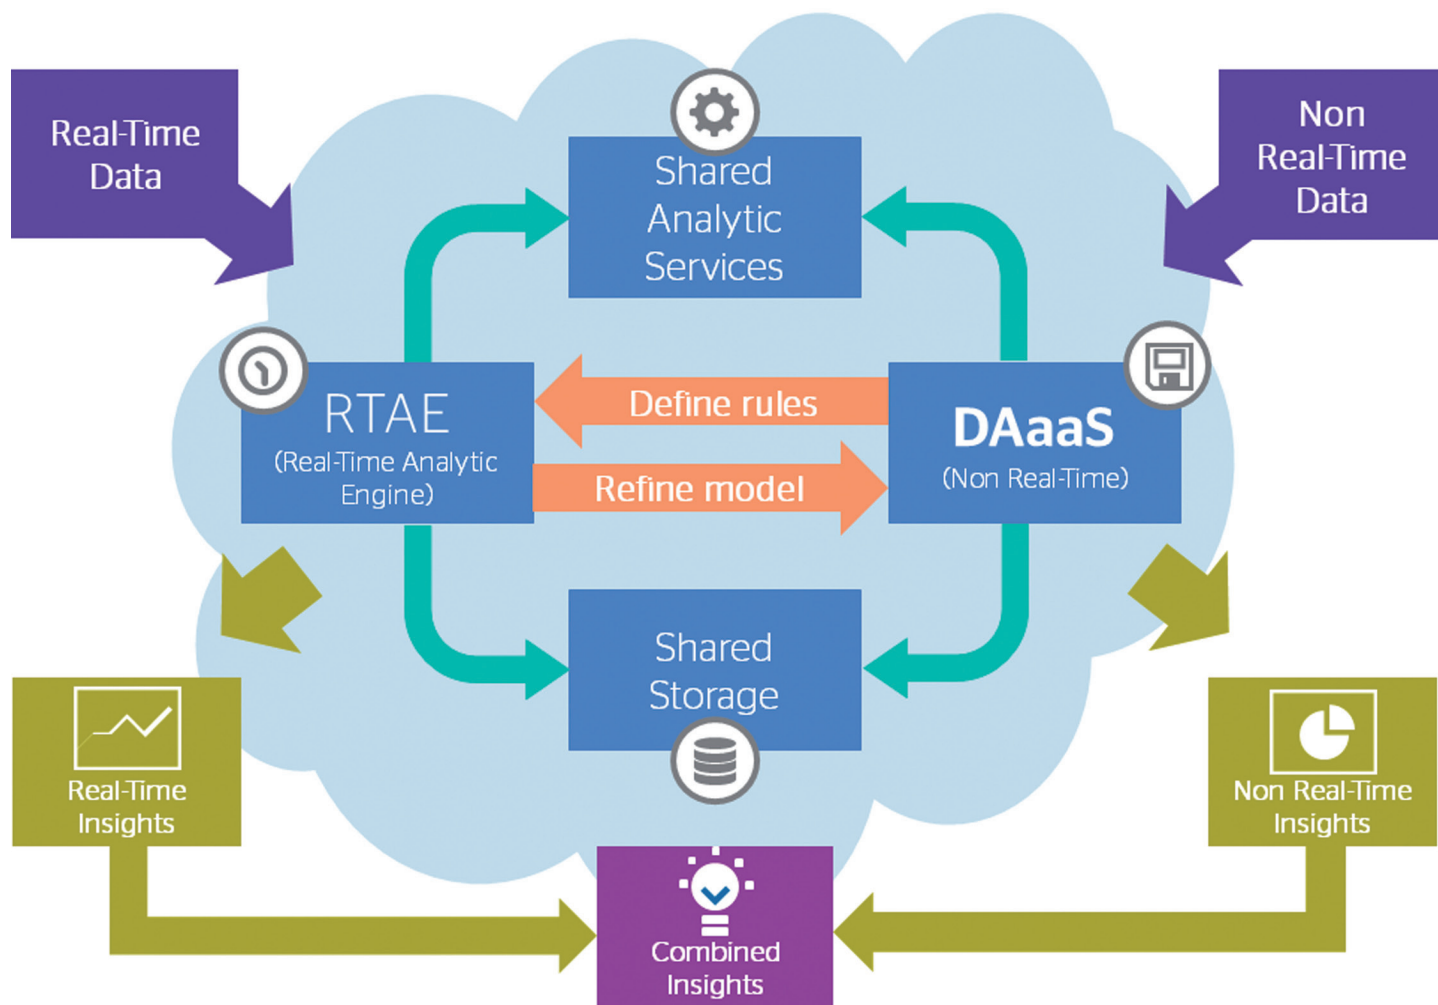 Real-Time
Data
Non
Real-Time
Data
Shared
Analytic
Services
RTAE
(Real-Time Analytic
Engine)
Define rules
Refine model
DAaaS
(Non Real-Time)
Shared
Storage
Real-Time
Insights
Non Real-Time
Insights
Combined
Insights